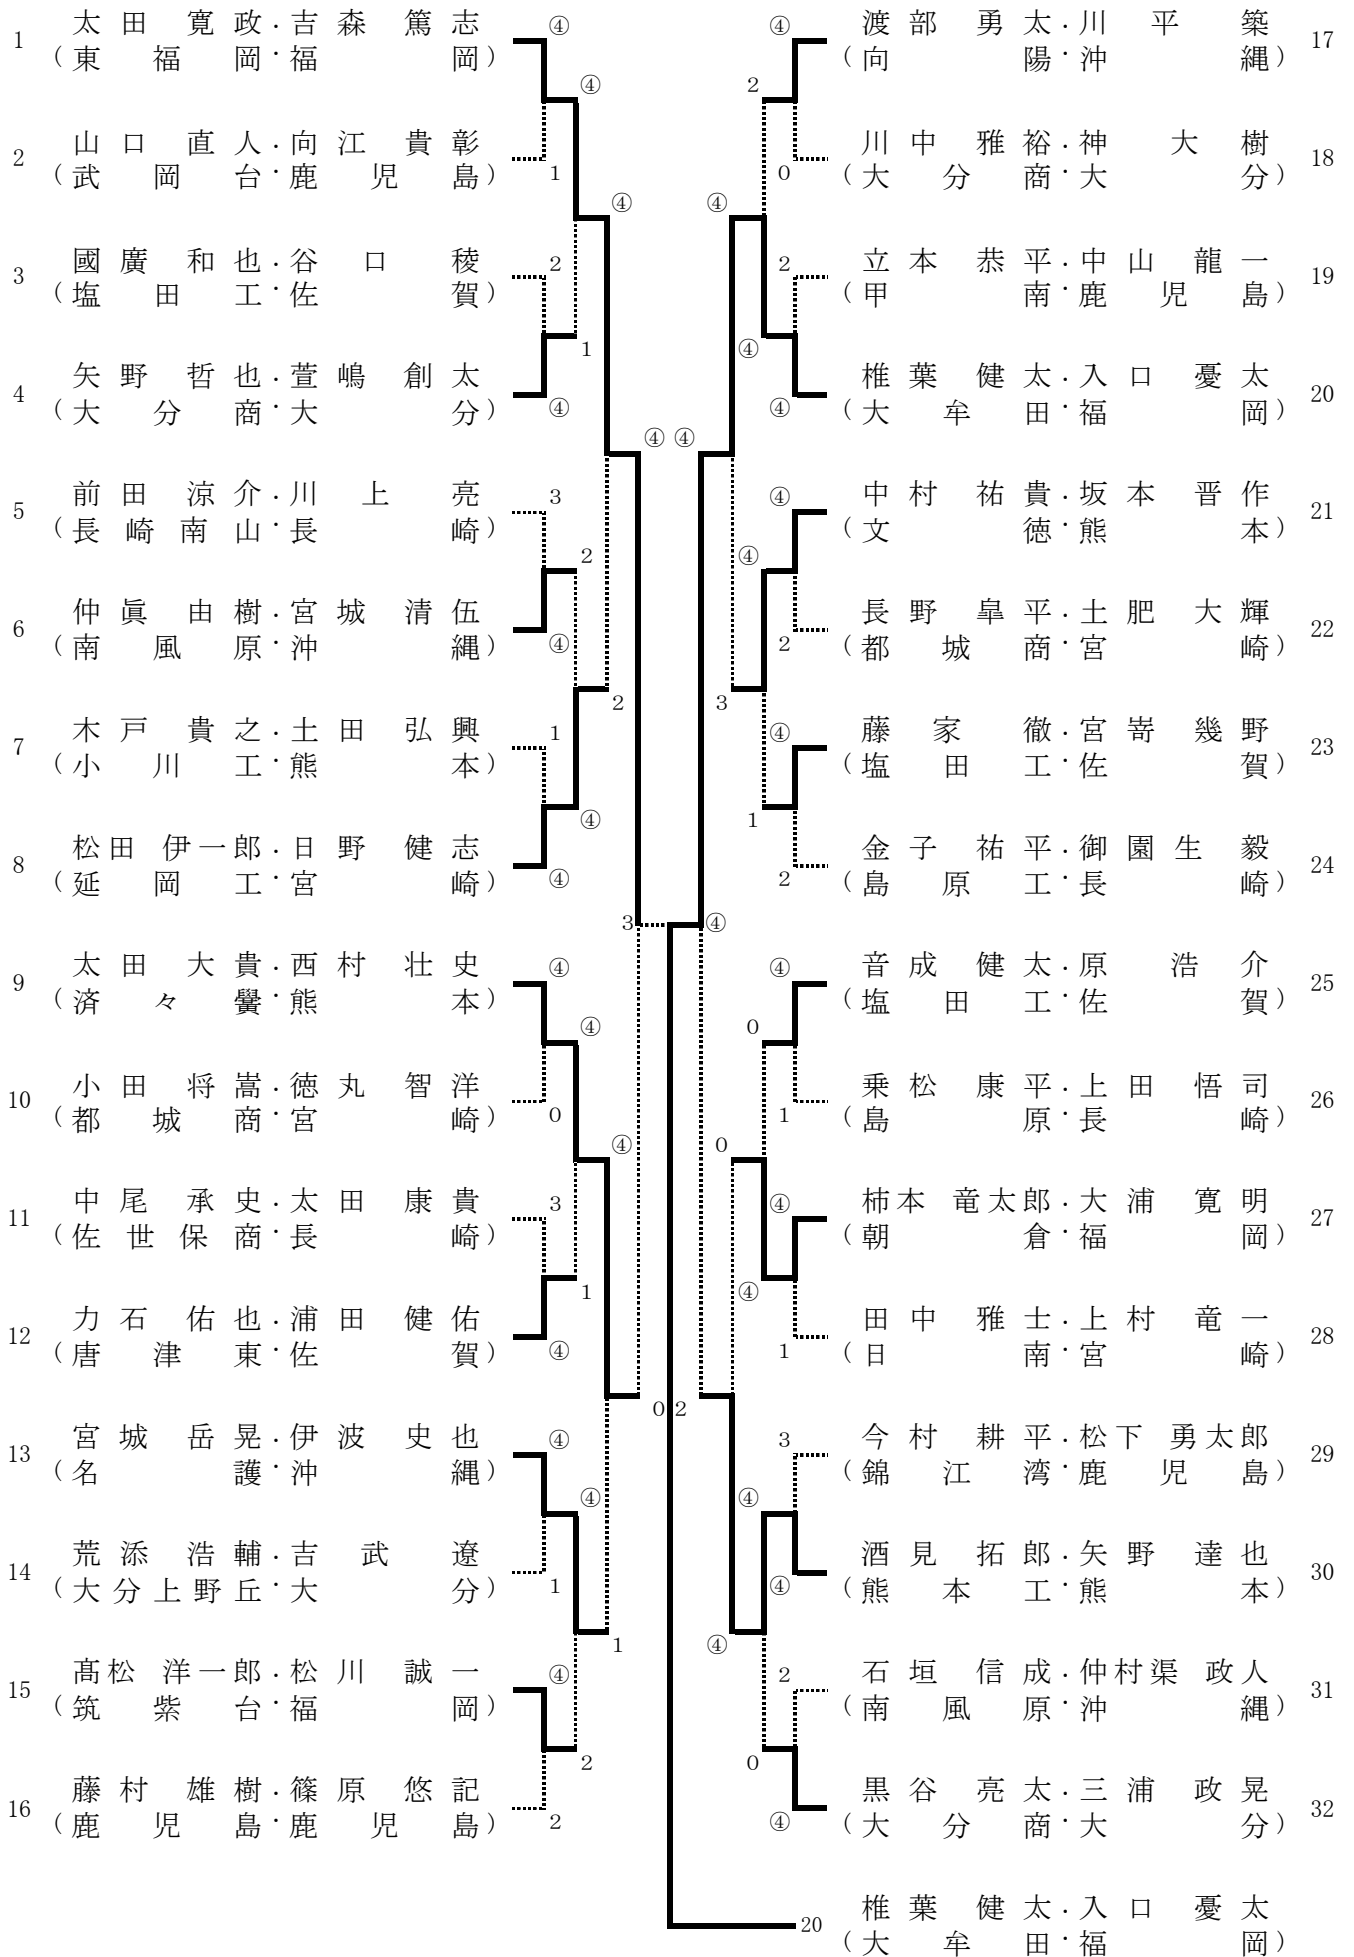 1 太田寛政・吉森篤志 ④
(東福岡・福岡)
④
2 山口直人・向江貴彰
(武岡台・鹿児島) 1
④
3 國廣和也・谷口稜 2
(塩田工・佐賀)
1
4 矢野哲也・萱嶋創太
(大分商・大分) ④
④
5 前田涼介・川上亮 3
(長崎南山・長崎)
2
6 仲眞由樹・宮城清伍
(南風原・沖縄) ④
2
7 木戸貴之・土田弘興 1
(小川工・熊本)
④
8 松田伊一郎・日野健志
(延岡工・宮崎) ④
3
9 太田大貴・西村壮史 ④
(済々黌・熊本)
④
10 小田将嵩・徳丸智洋
(都城商・宮崎) 0
④
11 中尾承史・太田康貴 3
(佐世保商・長崎)
1
12 力石佑也・浦田健佑
(唐津東・佐賀) ④
0
13 宮城岳晃・伊波史也 ④
(名護・沖縄)
④
14 荒添浩輔・吉武遼
(大分上野丘・大分) 1
1
15 髙松洋一郎・松川誠一 ④
(筑紫台・福岡)
2
16 藤村雄樹・篠原悠記
(鹿児島・鹿児島) 2
④ 渡部勇太・川平築 17
(向陽・沖縄)
2
川中雅裕・神大樹 18
0 (大分商・大分)
④
2 立本恭平・中山龍一 19
(甲南・鹿児島)
④
椎葉健太・入口憂太 20
④ (大牟田・福岡)
④
④ 中村祐貴・坂本晋作 21
(文徳・熊本)
④
長野皐平・土肥大輝 22
2 (都城商・宮崎)
3
④ 藤家徹・宮嵜幾野 23
(塩田工・佐賀)
1
金子祐平・御園生毅 24
2 (島原工・長崎)
④
④ 音成健太・原浩介 25
(塩田工・佐賀)
0
乗松康平・上田悟司 26
1 (島原・長崎)
0
④ 柿本竜太郎・大浦寛明 27
(朝倉・福岡)
④
田中雅士・上村竜一 28
1 (日南・宮崎)
2
3 今村耕平・松下勇太郎 29
(錦江湾・鹿児島)
④
酒見拓郎・矢野達也 30
④ (熊本工・熊本)
④
2 石垣信成・仲村渠政人 31
(南風原・沖縄)
0
黒谷亮太・三浦政晃 32
④ (大分商・大分)
20 椎葉健太・入口憂太
(大牟田・福岡)